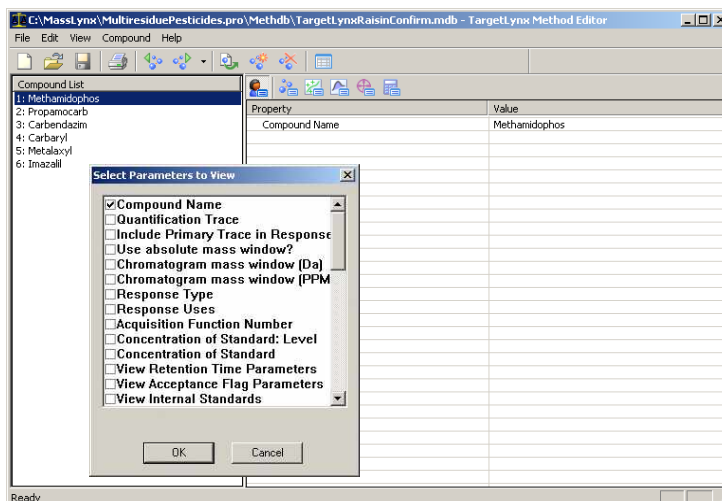 C:\MassLynx\MultiresiduePesticides.pro\Methdb\TargetLynxRaisinConfirm.mdb - TargetLynx Method Editor
File Edit View Compound Help
Compound List
1: Methamidophos
2: Propamocarb
3: Carbendazim
4: Carbaryl
5: Metalaxyl
6: Imazalil
Property Value
Compound Name Methamidophos
Select Parameters to View
Compound Name
Quantification Trace
Include Primary Trace in Response
Use absolute mass window?
Chromatogram mass window (Da)
Chromatogram mass window (PPM
Response Type
Response Uses
Acquisition Function Number
Concentration of Standard: Level
Concentration of Standard
View Retention Time Parameters
View Acceptance Flag Parameters
View Internal Standards
OK Cancel
Ready